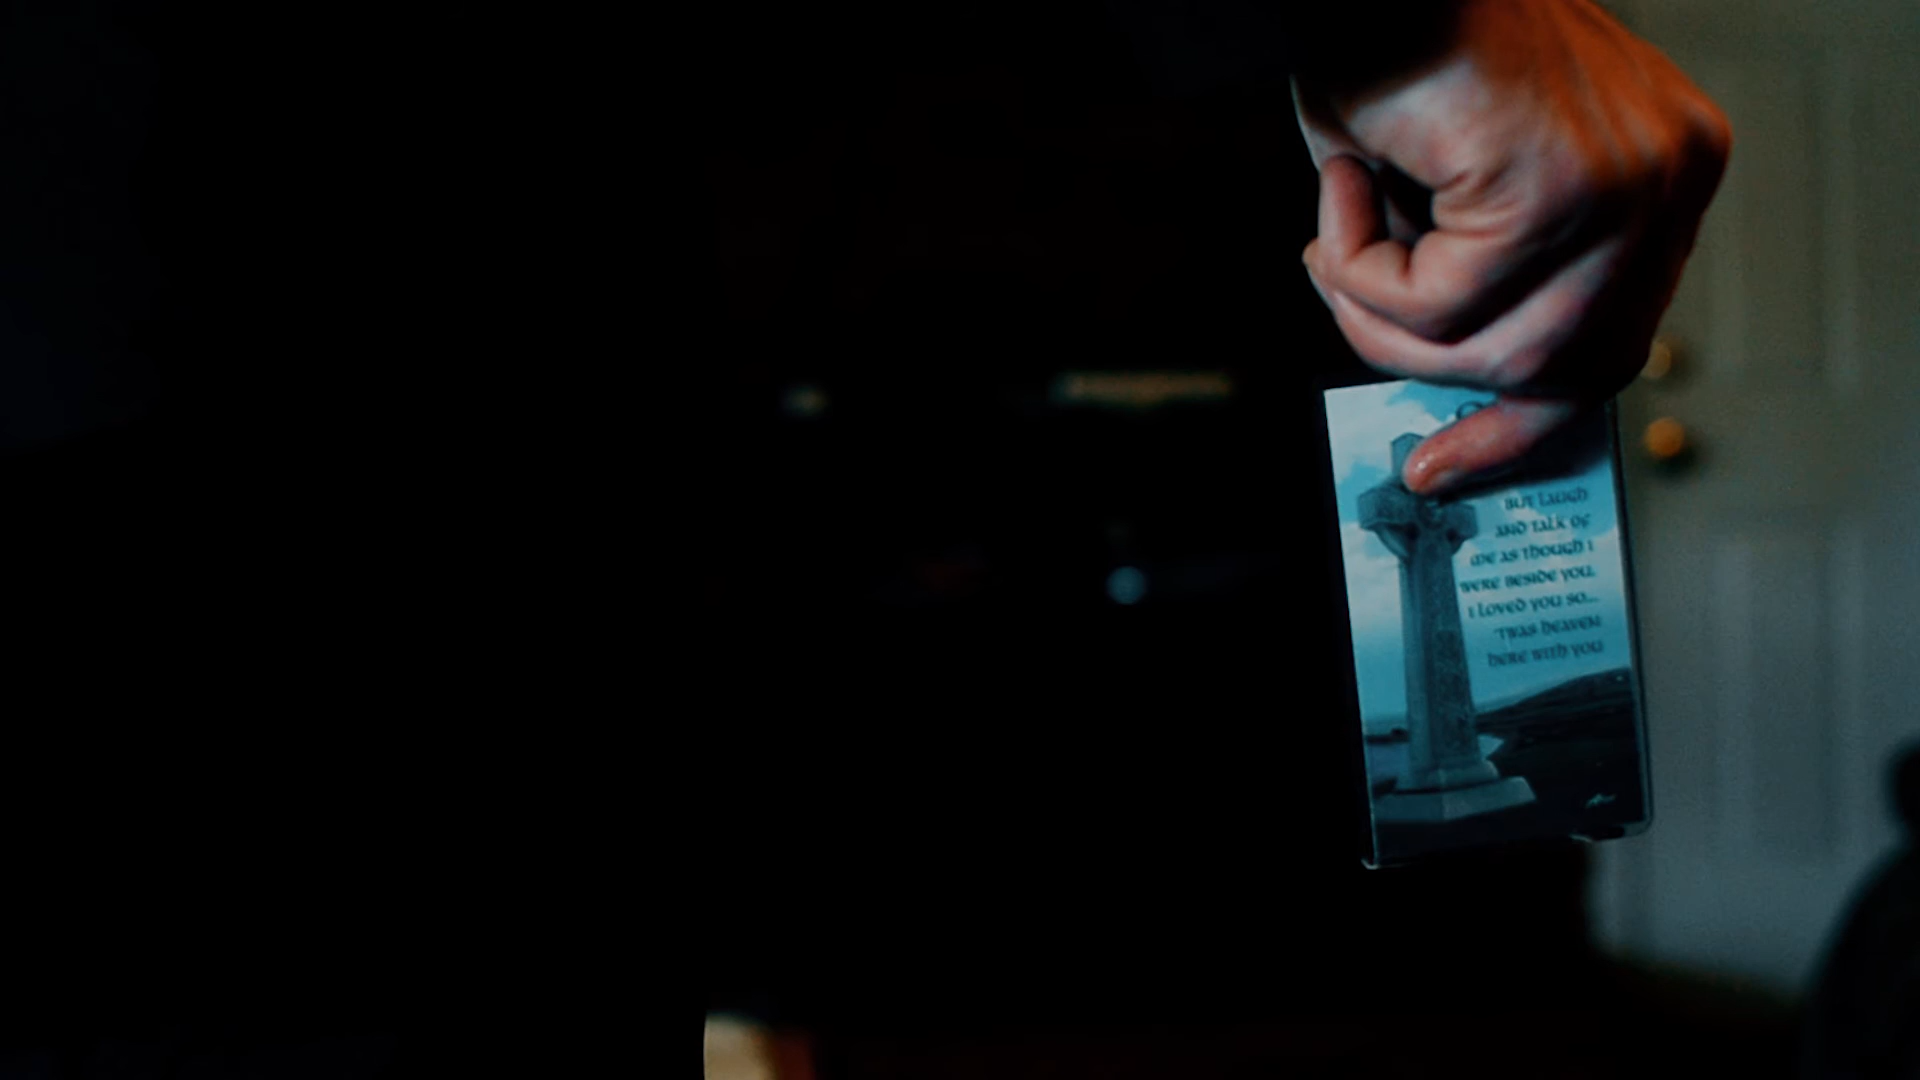 BUT LAUGH
AND TALK OF
ME AS THOUGH I
WERE BESIDE YOU.
I LOVED YOU SO...
'TWAS HEAVEN
HERE WITH YOU